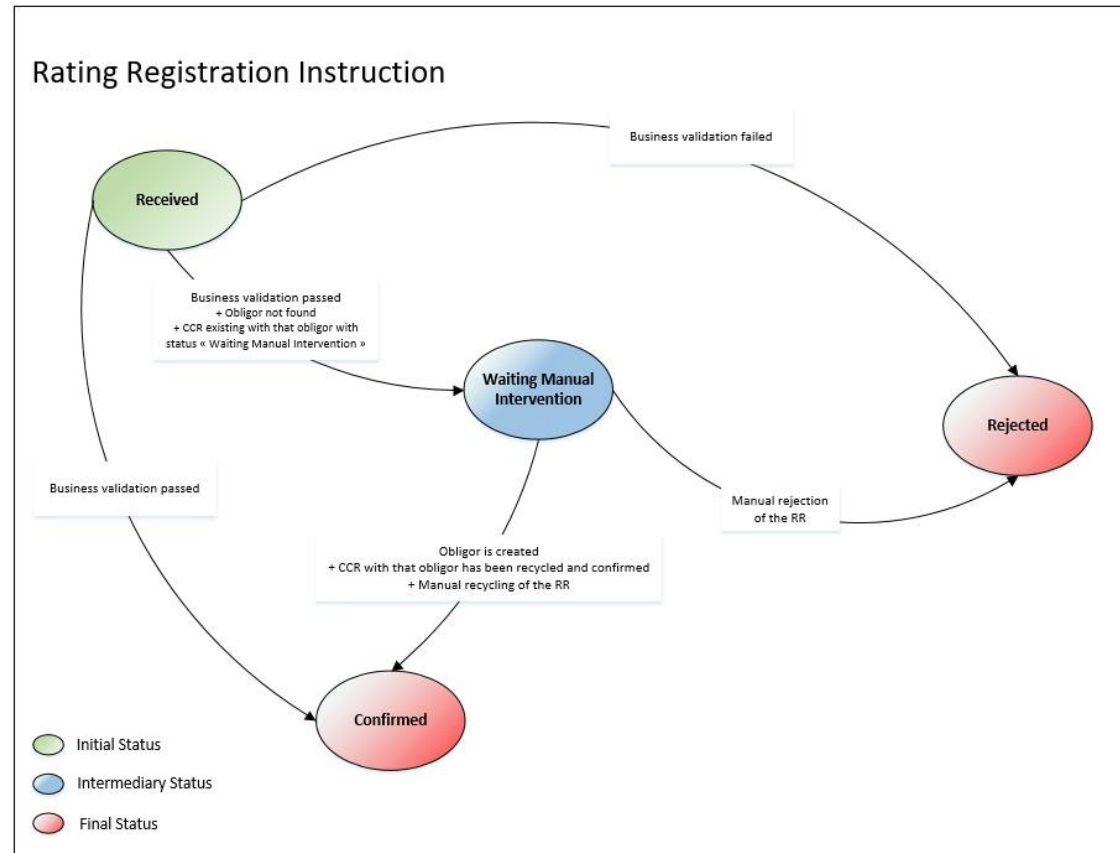 Rating Registration Instruction
Business validation failed
Received
Business validation passed
+ Obligor not found
+ CCR existing with that obligor with
status « Waiting Manual Intervention »
Waiting Manual
Intervention
Rejected
Business validation passed
Manual rejection
of the RR
Obligor is created
+ CCR with that obligor has been recycled and confirmed
+ Manual recycling of the RR
Confirmed
Initial Status
Intermediary Status
Final Status